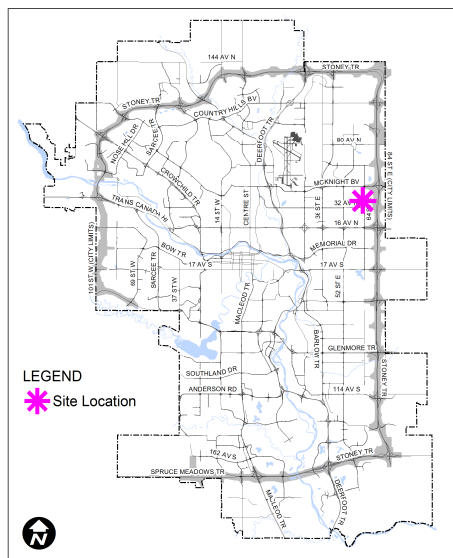 144 AV N
STONEY TR
STONEY TR
COUNTRY HILLS BV
NOSE HILL DR
SARCEE TR
DEERFOOT TR
80 AV N
84 ST E (CITY LIMITS)
CROWCHILD TR
MCKNIGHT BV
14 ST W
CENTRE ST
36 ST E
32 AV
64
TRANS CANADA HI
16 AV N
101 ST W (CITY LIMITS)
BOW TR
MEMORIAL DR
69 ST W
SARCEE TR
37 ST W
17 AV S
17 AV S
52 ST E
MACLEOD TR
BARLOW TR
GLENMORE TR
STONEY TR
SOUTHLAND DR
LEGEND
Site Location
ANDERSON RD
114 AV S
162 AV S
STONEY TR
SPRUCE MEADOWS TR
MACLEOD TR
DEERFOOT TR
N